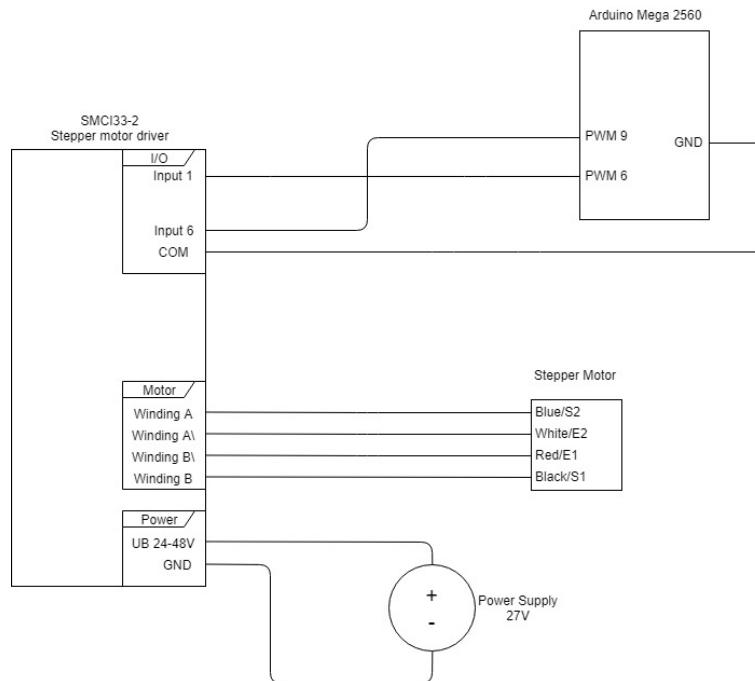 Arduino Mega 2560
PWM 9
GND
PWM 6
SMCI33-2
Stepper motor driver
I/O
Input 1
Input 6
COM
Motor
Winding A
Winding A\
Winding B\
Winding B
Stepper Motor
Blue/S2
White/E2
Red/E1
Black/S1
Power
UB 24-48V
GND
+
-
Power Supply
27V